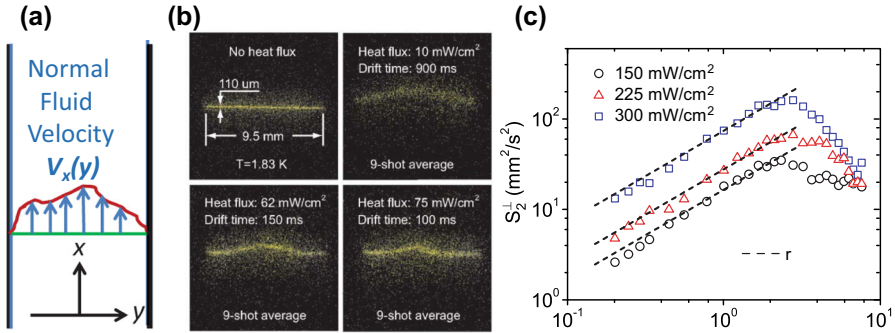 (a)
Normal
Fluid
Velocity
Vₓ(y)
x
y
(b)
No heat flux
110 um
9.5 mm
T=1.83 K
Heat flux: 10 mW/cm²
Drift time: 900 ms
9-shot average
Heat flux: 62 mW/cm²
Drift time: 150 ms
9-shot average
Heat flux: 75 mW/cm²
Drift time: 100 ms
9-shot average
(c)
S₂^⊥ (mm²/s²)
10²
10¹
10⁰
150 mW/cm²
225 mW/cm²
300 mW/cm²
r
10⁻¹
10⁰
10¹